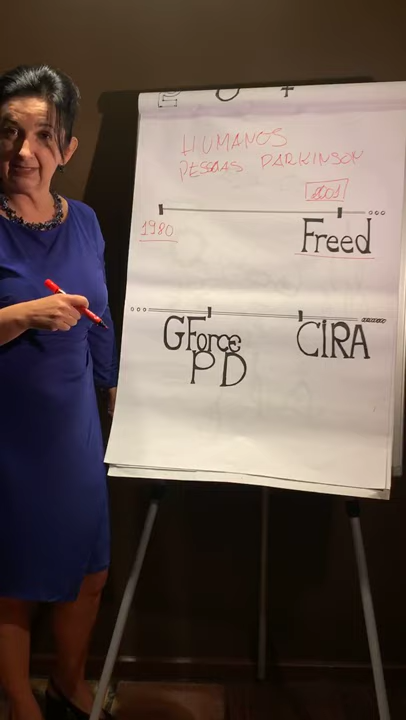 HUMANOS
PESSOAS PARKINSON
2001
1980
Freed
GForce
PD
CiRA